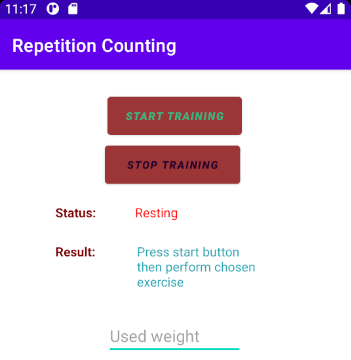 11:17
Repetition Counting
START TRAINING
STOP TRAINING
Status: Resting
Result: Press start button
then perform chosen
exercise
Used weight